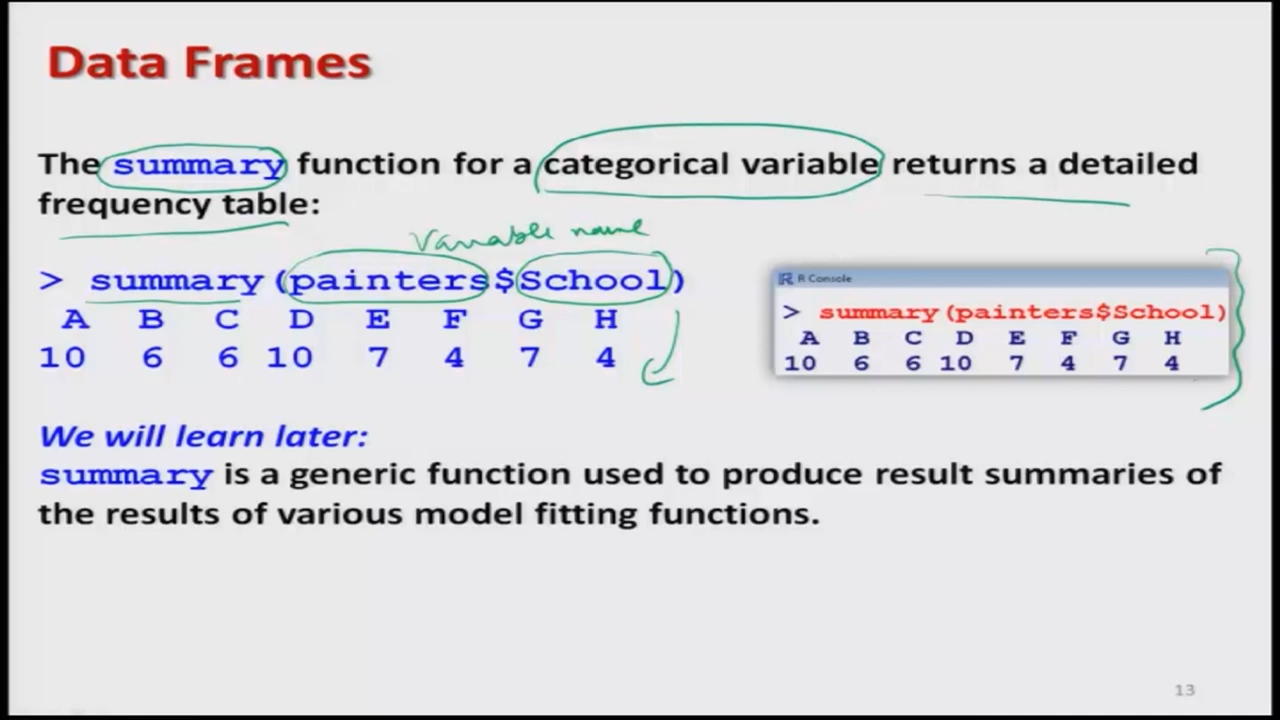 Data Frames
The summary function for a categorical variable returns a detailed
frequency table:
Variable name
> summary(painters$School)
A B C D E F G H
10 6 6 10 7 4 7 4
R Console
> summary(painters$School)
A B C D E F G H
10 6 6 10 7 4 7 4
We will learn later:
summary is a generic function used to produce result summaries of
the results of various model fitting functions.
13